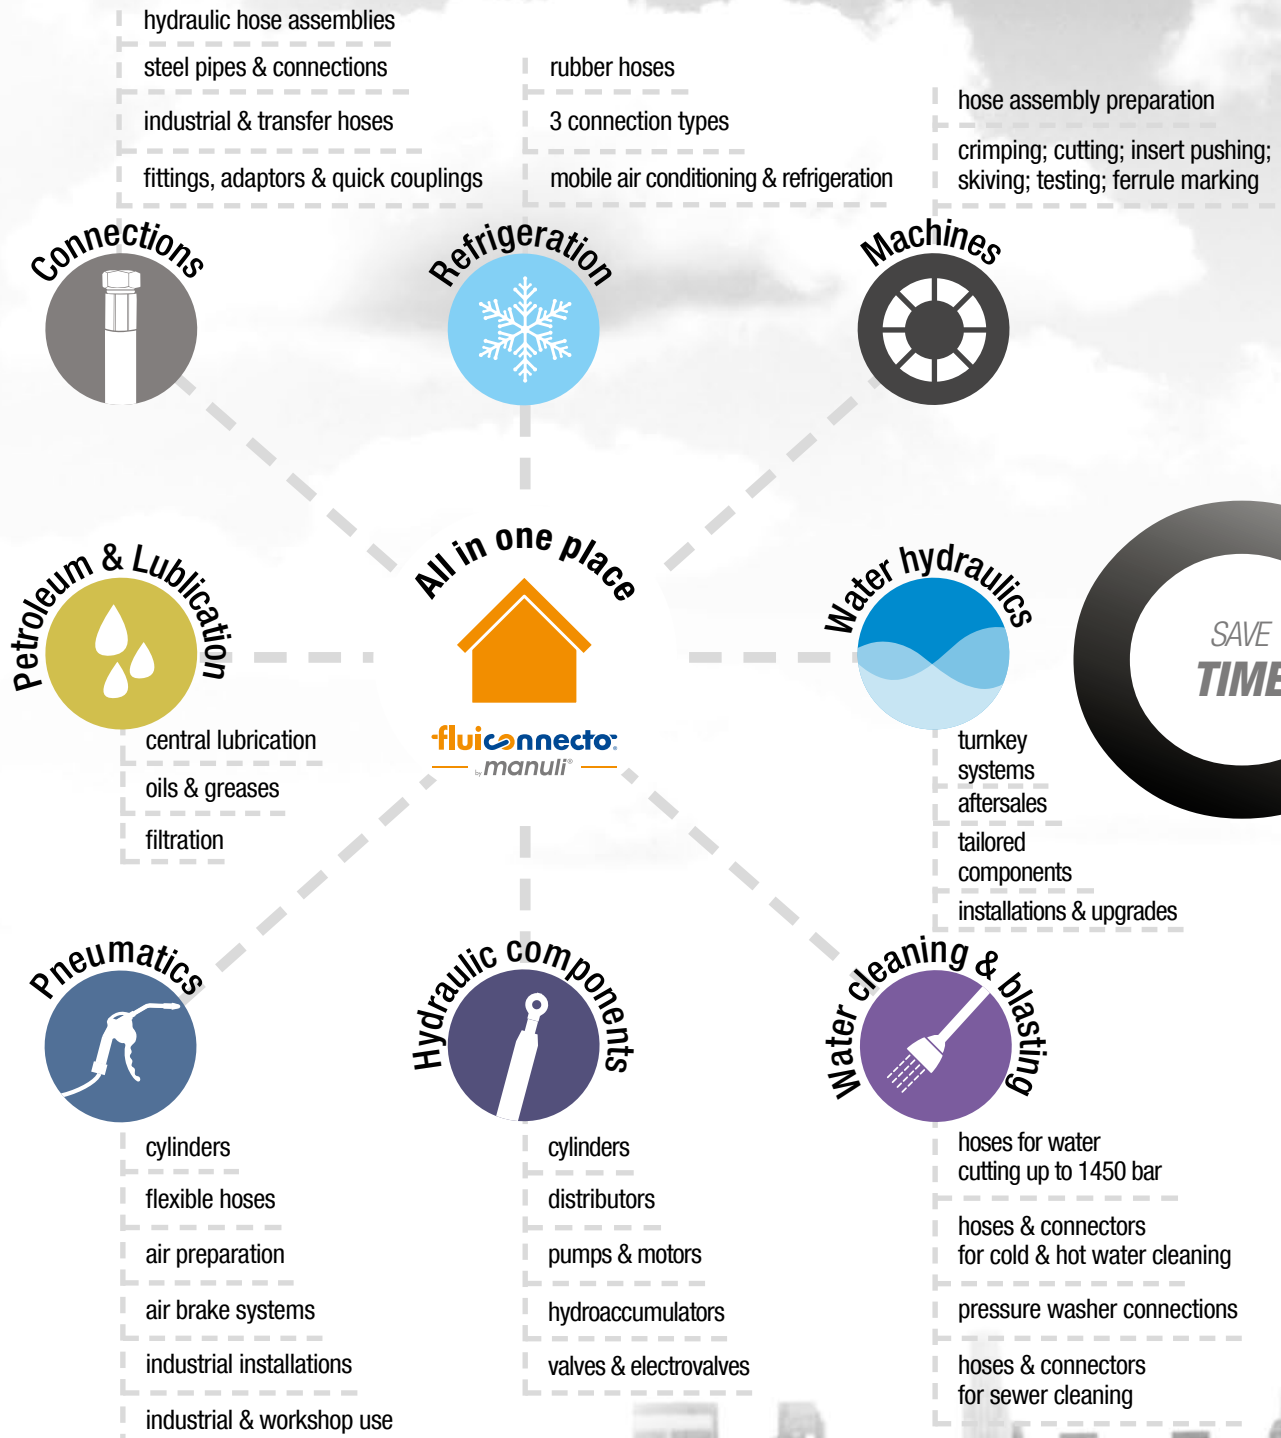 hydraulic hose assemblies
steel pipes & connections
industrial & transfer hoses
fittings, adaptors & quick couplings
Connections
rubber hoses
3 connection types
mobile air conditioning & refrigeration
Refrigeration
hose assembly preparation
crimping; cutting; insert pushing;
skiving; testing; ferrule marking
Machines
Petroleum & Lublication
central lubrication
oils & greases
filtration
All in one place
fluiconnecto
by manuli®
Water hydraulics
turnkey
systems
aftersales
tailored
components
installations & upgrades
SAVE
TIME
Pneumatics
cylinders
flexible hoses
air preparation
air brake systems
industrial installations
industrial & workshop use
Hydraulic components
cylinders
distributors
pumps & motors
hydroaccumulators
valves & electrovalves
Water cleaning & blasting
hoses for water
cutting up to 1450 bar
hoses & connectors
for cold & hot water cleaning
pressure washer connections
hoses & connectors
for sewer cleaning